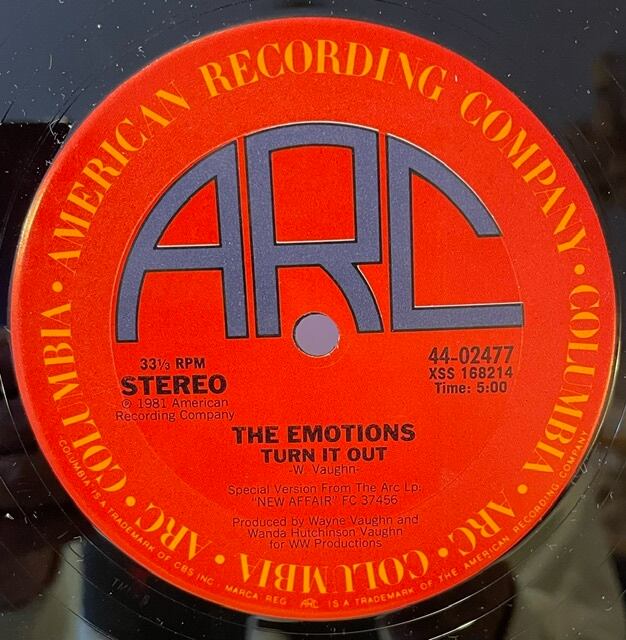 AMERICAN RECORDING COMPANY • COLUMBIA • ARC • COLUMBIA • ARC • COLUMBIA •
ARC
33⅓ RPM
STEREO
℗ 1981 American
Recording Company
44-02477
XSS 168214
Time: 5:00
THE EMOTIONS
TURN IT OUT
-W. Vaughn-
Special Version From The Arc Lp:
"NEW AFFAIR" FC 37456
Produced by Wayne Vaughn and
Wanda Hutchinson Vaughn
for WW Productions
COLUMBIA IS A TRADEMARK OF CBS INC. MARCA REG. ARC IS A TRADEMARK OF THE AMERICAN RECORDING COMPANY